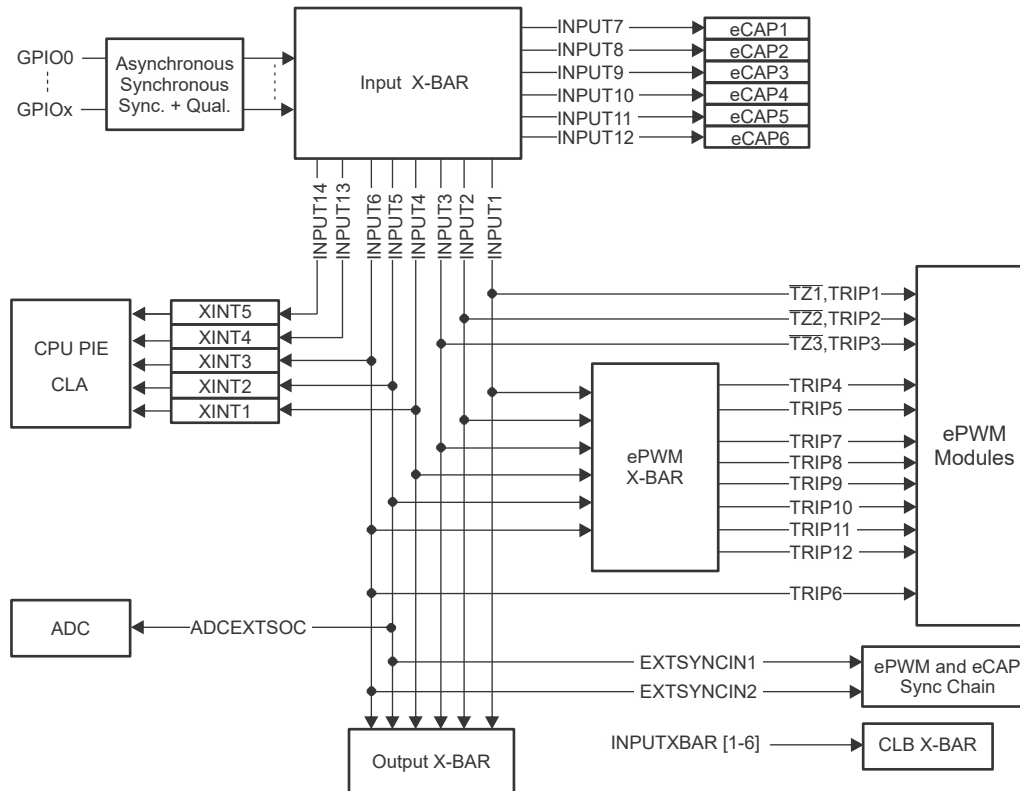 GPIO0
GPIOx
Asynchronous
Synchronous
Sync. + Qual.
Input X-BAR
INPUT7
INPUT8
INPUT9
INPUT10
INPUT11
INPUT12
eCAP1
eCAP2
eCAP3
eCAP4
eCAP5
eCAP6
INPUT14
INPUT13
INPUT6
INPUT5
INPUT4
INPUT3
INPUT2
INPUT1
CPU PIE
CLA
XINT5
XINT4
XINT3
XINT2
XINT1
TZ1,TRIP1
TZ2,TRIP2
TZ3,TRIP3
ePWM
X-BAR
TRIP4
TRIP5
TRIP7
TRIP8
TRIP9
TRIP10
TRIP11
TRIP12
TRIP6
ePWM
Modules
ADC
ADCEXTSOC
EXTSYNCIN1
EXTSYNCIN2
ePWM and eCAP
Sync Chain
Output X-BAR
INPUTXBAR [1-6]
CLB X-BAR